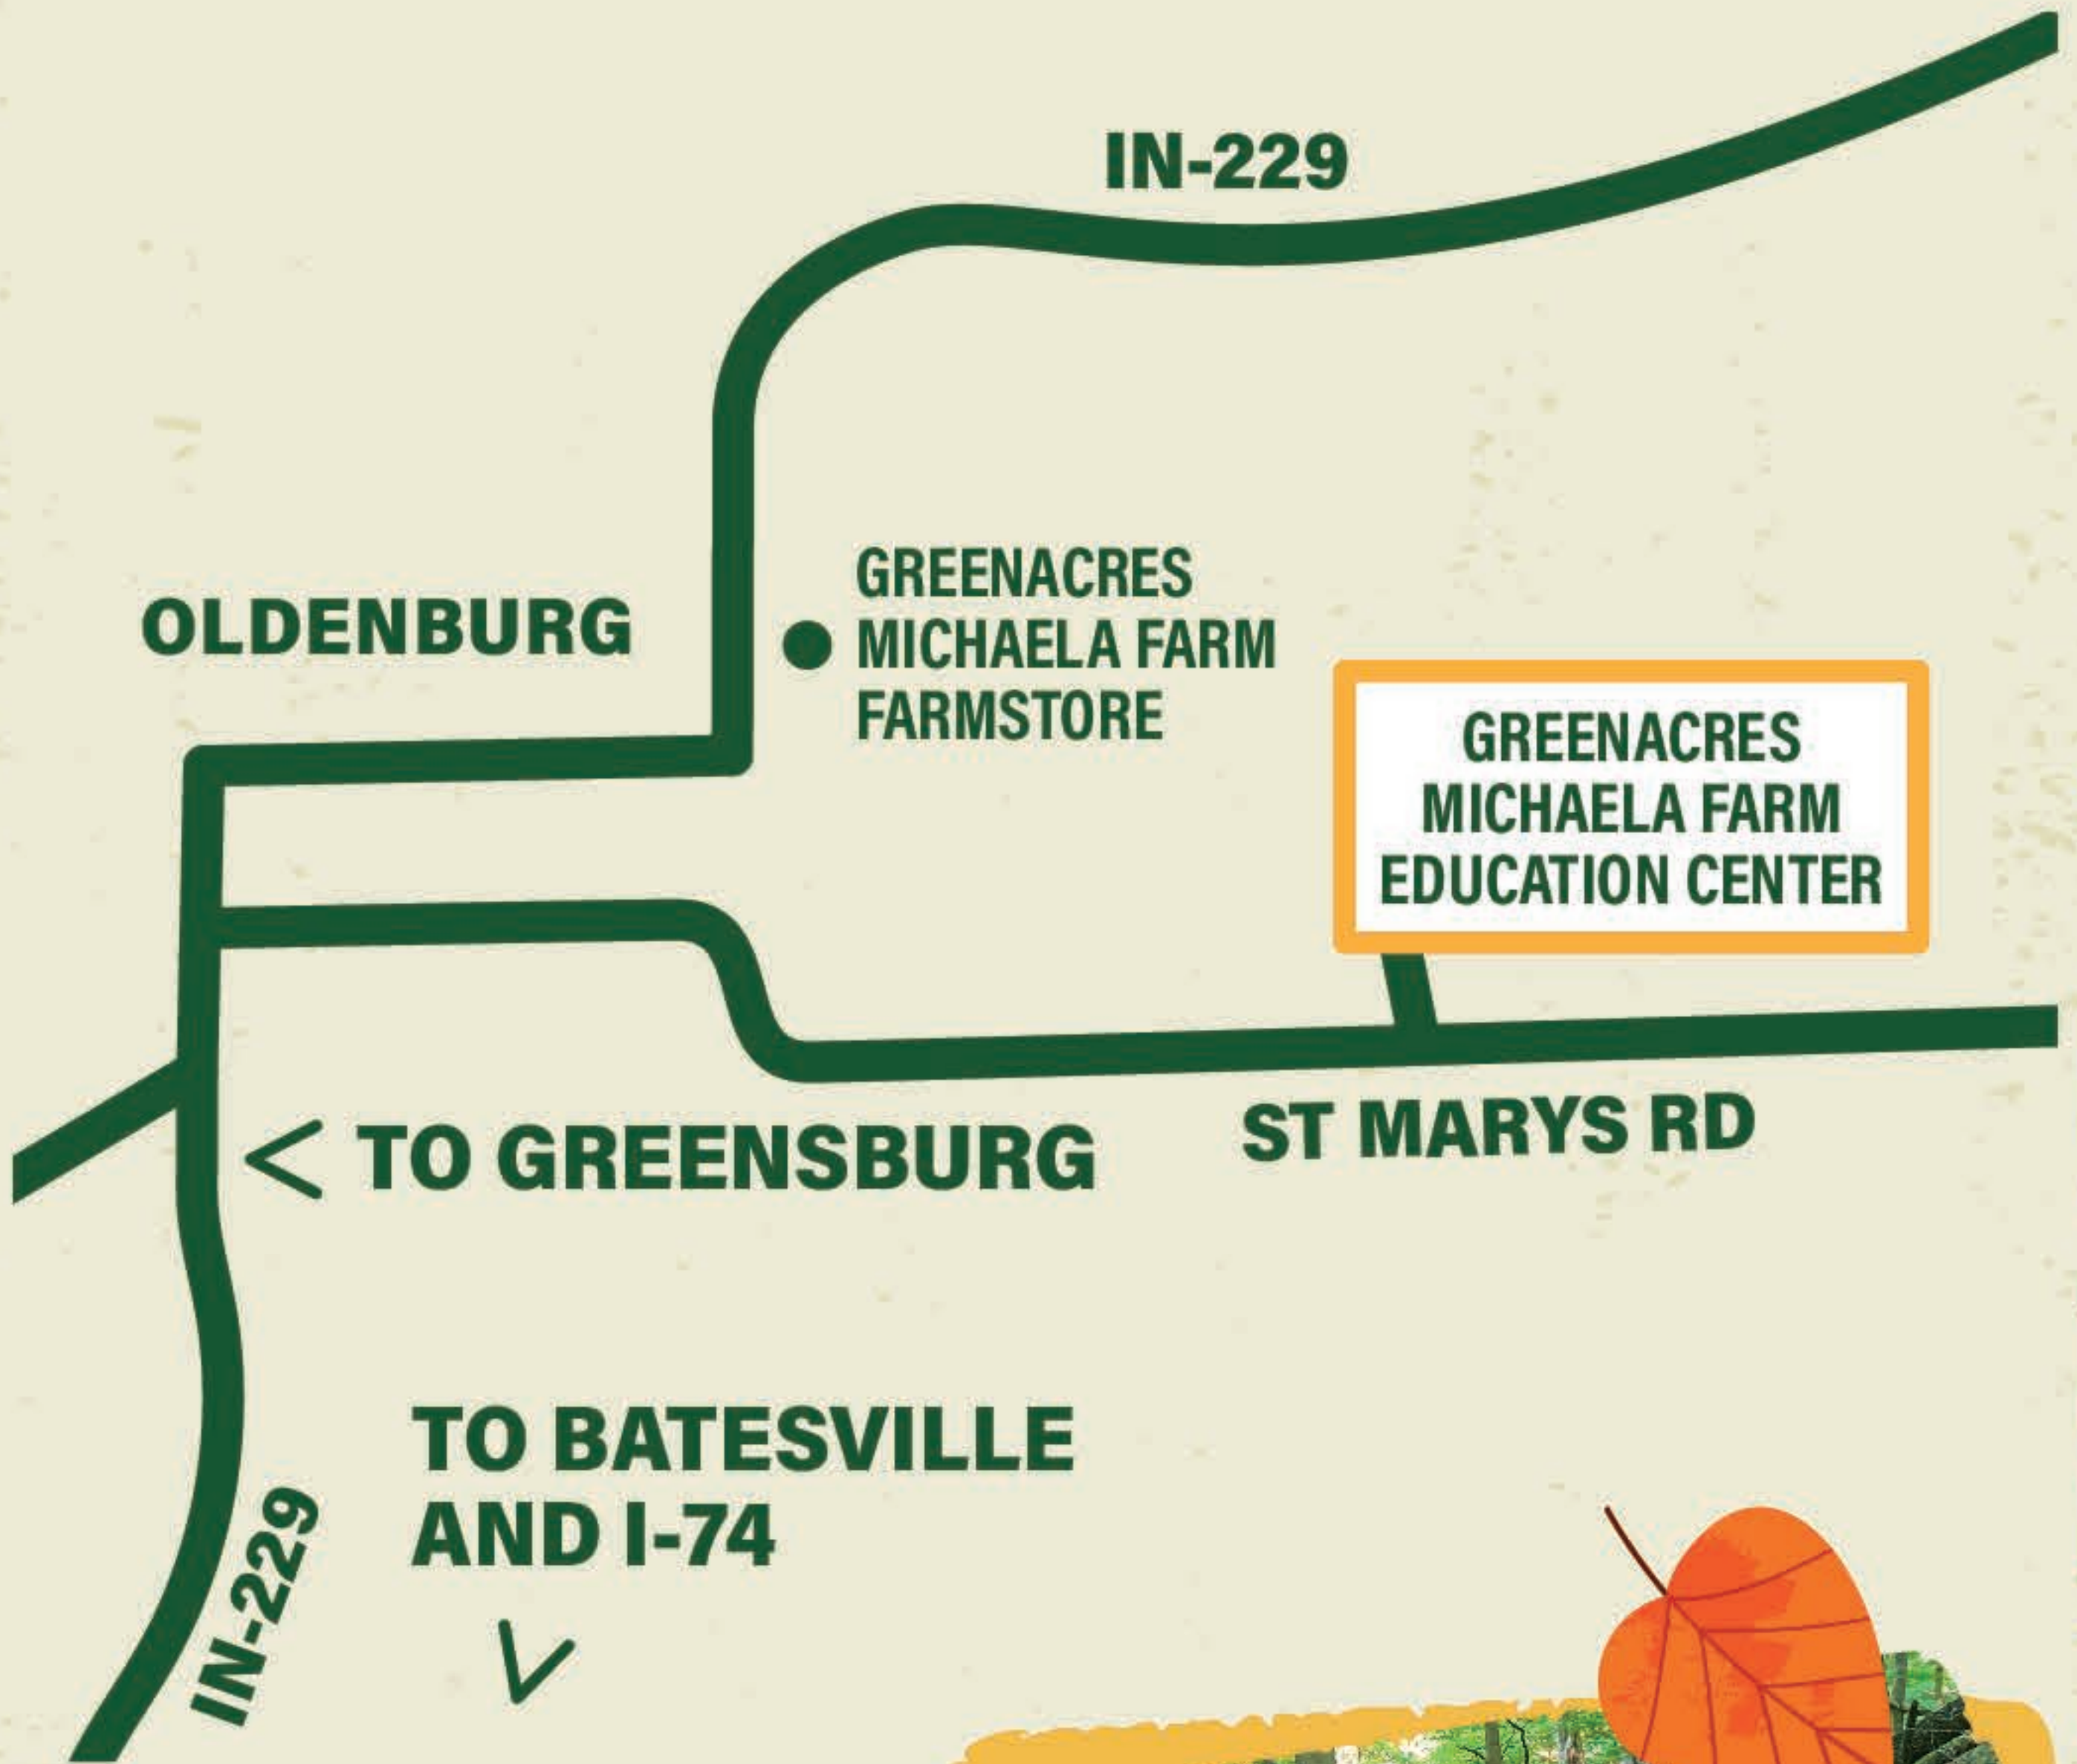 IN-229
GREENACRES
MICHAELA FARM
FARMSTORE
OLDENBURG
GREENACRES
MICHAELA FARM
EDUCATION CENTER
ST MARYS RD
< TO GREENSBURG
TO BATESVILLE
AND I-74
IN-229